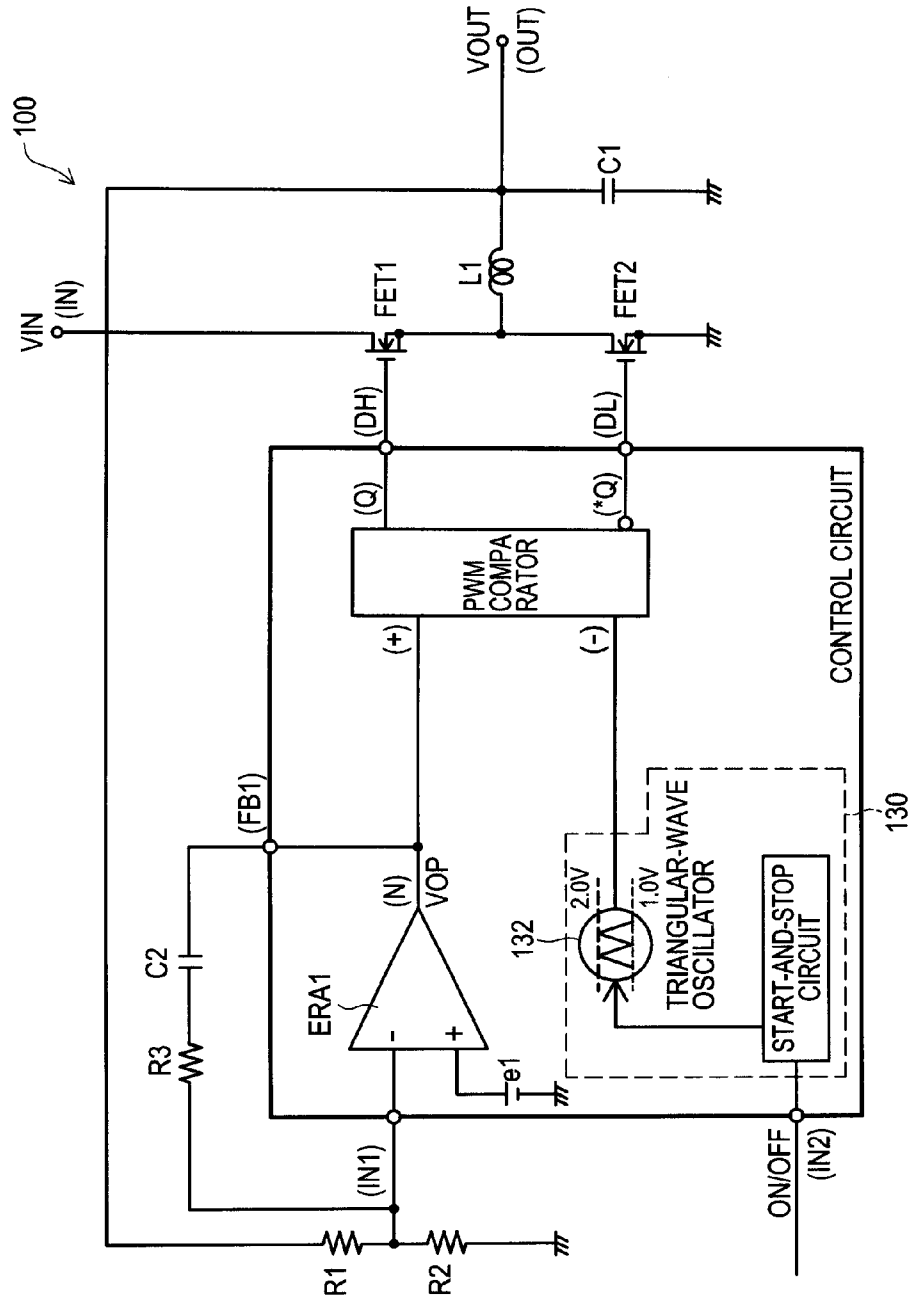 100
VIN
(IN)
VOUT
(OUT)
C1
L1
FET1
FET2
(DH)
(DL)
(Q)
(*Q)
PWM
COMPA
RATOR
(+)
(-)
CONTROL CIRCUIT
(FB1)
(N)
VOP
C2
R3
ERA1
-
+
e1
132
2.0V
1.0V
TRIANGULAR-WAVE
OSCILLATOR
START-AND-STOP
CIRCUIT
130
(IN1)
R1
R2
ON/OFF
(IN2)